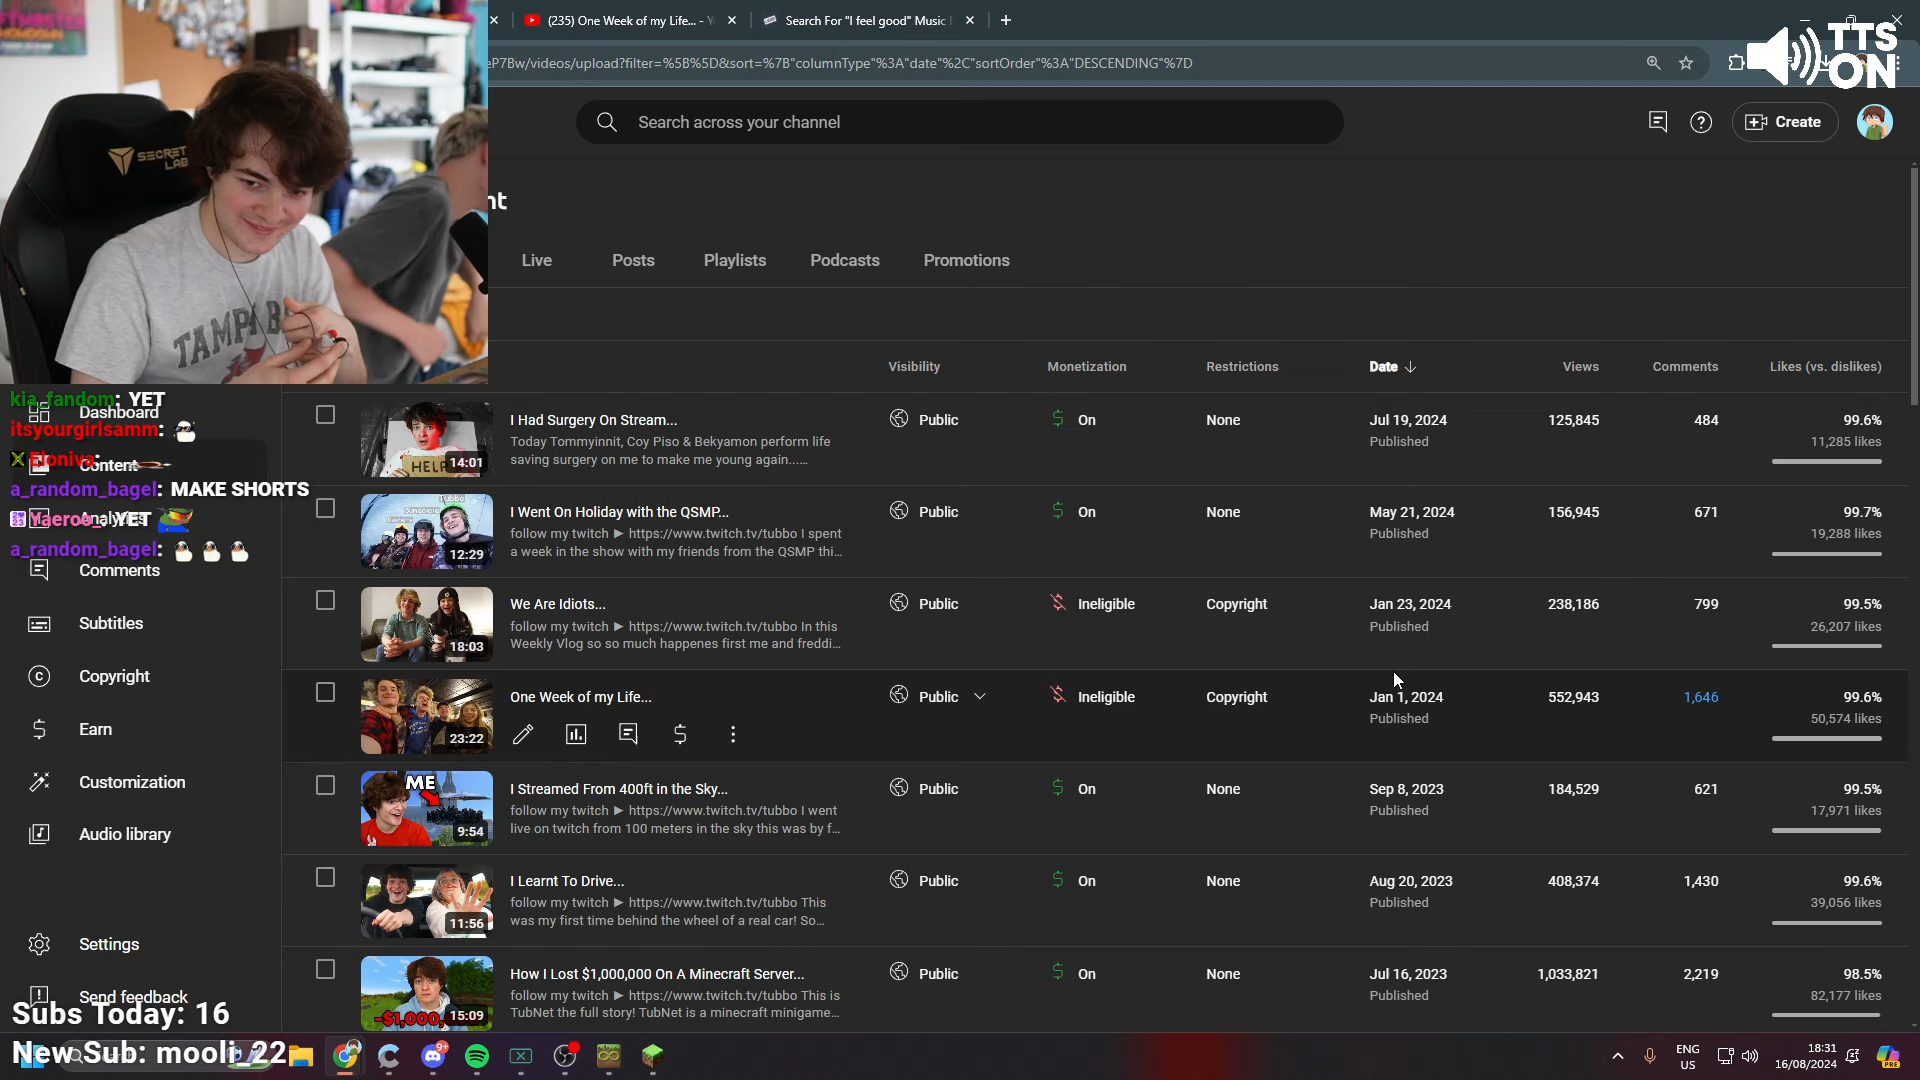 (235) One Week of my Life... - Y
Search For "I feel good" Music
eP7Bw/videos/upload?filter=%5B%5D&sort=%7B"columnType"%3A"date"%2C"sortOrder"%3A"DESCENDING"%7D
TTS
ON
Search across your channel
Create
SECRET
LAB
TAMPA B
nt
Live
Posts
Playlists
Podcasts
Promotions
Visibility
Monetization
Restrictions
Date
Views
Comments
Likes (vs. dislikes)
kia_fandom: YET
Dashboard
itsyourgirlsamm:
Eloniva:
Content
a_random_bagel: MAKE SHORTS
YET
a_random_bagel:
Comments
Subtitles
Copyright
Earn
Customization
Audio library
Settings
Send feedback
Subs Today: 16
New Sub: mooli_22
HELP
14:01
I Had Surgery On Stream...
Today Tommyinnit, Coy Piso & Bekyamon perform life
saving surgery on me to make me young again......
Public
On
None
Jul 19, 2024
Published
125,845
484
99.6%
11,285 likes
Tubbo
12:29
I Went On Holiday with the QSMP...
follow my twitch ► https://www.twitch.tv/tubbo I spent
a week in the show with my friends from the QSMP thi...
Public
On
None
May 21, 2024
Published
156,945
671
99.7%
19,288 likes
18:03
We Are Idiots...
follow my twitch ► https://www.twitch.tv/tubbo In this
Weekly Vlog so so much happenes first me and freddi...
Public
Ineligible
Copyright
Jan 23, 2024
Published
238,186
799
99.5%
26,207 likes
23:22
One Week of my Life...
Public
Ineligible
Copyright
Jan 1, 2024
Published
552,943
1,646
99.6%
50,574 likes
ME
9:54
I Streamed From 400ft in the Sky...
follow my twitch ► https://www.twitch.tv/tubbo I went
live on twitch from 100 meters in the sky this was by f...
Public
On
None
Sep 8, 2023
Published
184,529
621
99.5%
17,971 likes
11:56
I Learnt To Drive...
follow my twitch ► https://www.twitch.tv/tubbo This
was my first time behind the wheel of a real car! So...
Public
On
None
Aug 20, 2023
Published
408,374
1,430
99.6%
39,056 likes
-$1,000,
15:09
How I Lost $1,000,000 On A Minecraft Server...
follow my twitch ► https://www.twitch.tv/tubbo This is
TubNet the full story! TubNet is a minecraft minigame...
Public
On
None
Jul 16, 2023
Published
1,033,821
2,219
98.5%
82,177 likes
9+
ENG
US
18:31
16/08/2024
PRE